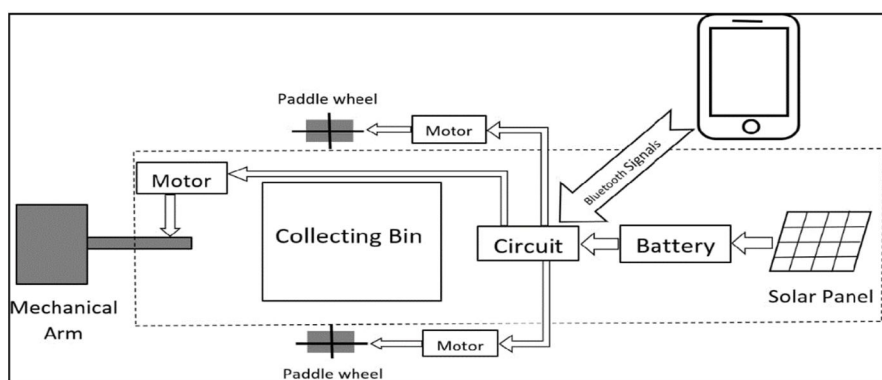 Paddle wheel
Motor
Motor
Bluetooth Signals
Collecting Bin
Circuit
Battery
Mechanical
Arm
Solar Panel
Motor
Paddle wheel